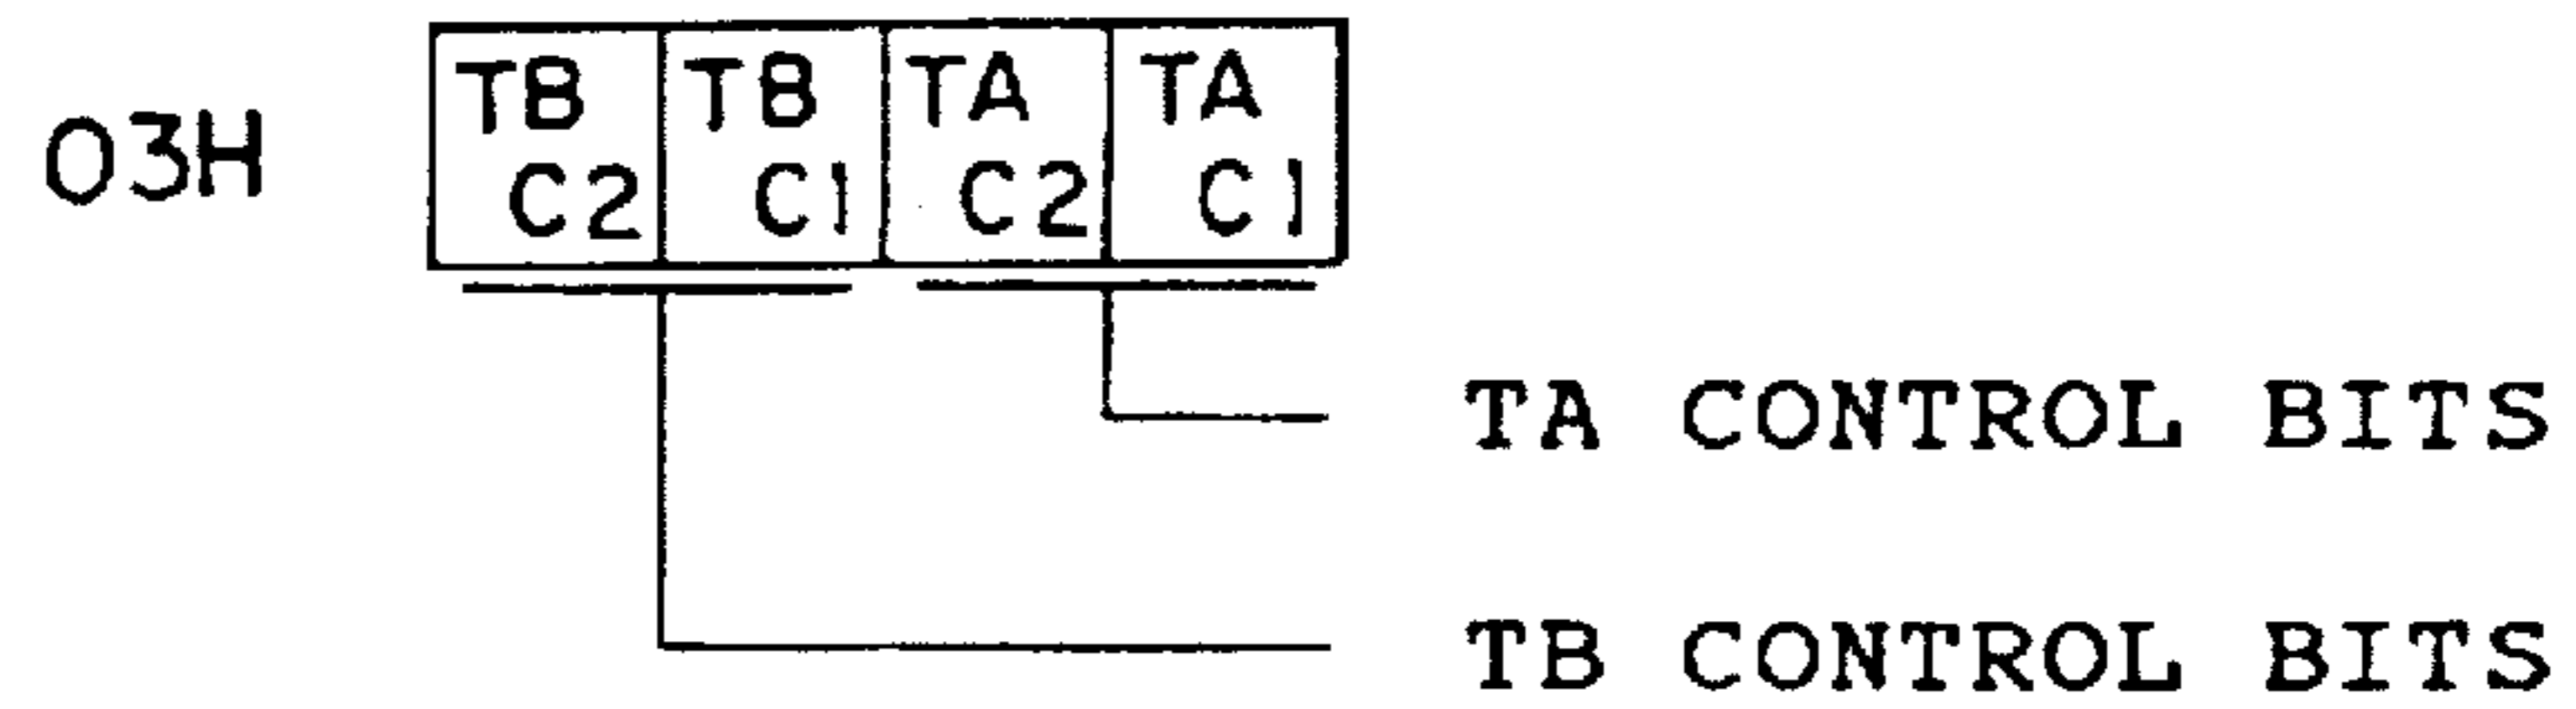 03H
TB TB TA TA
C2 C1 C2 C1
TA CONTROL BITS
TB CONTROL BITS